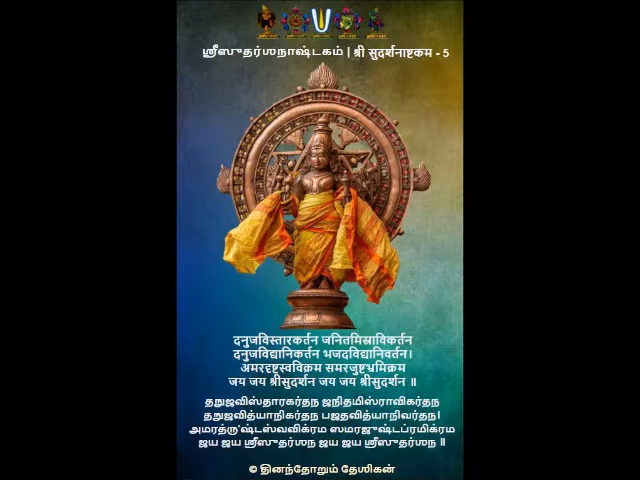 ஸ்ரீஸுதர்ஶநாஷ்டகம் | श्री सुदर्शनाष्टकम - 5
दनुजविस्तारकर्तन जनितमिस्राविकर्तन
दनुजविद्यानिकर्तन भजदविद्यानिवर्तन।
अमरदृष्टस्वविक्रम समरजुष्टभ्रमिक्रम
जय जय श्रीसुदर्शन जय जय श्रीसुदर्शन ॥
தநுஜவிஸ்தாரகர்தந ஜநிதமிஸ்ராவிகர்தந
தநுஜவித்யாநிகர்தந பஜதவித்யாநிவர்தந।
அமரத்ருஷ்டஸ்வவிக்ரம ஸமரஜுஷ்டப்ரமிக்ரம
ஜய ஜய ஸ்ரீஸுதர்ஶந ஜய ஜய ஸ்ரீஸுதர்ஶந ॥
© தினந்தோறும் தேஶிகன்